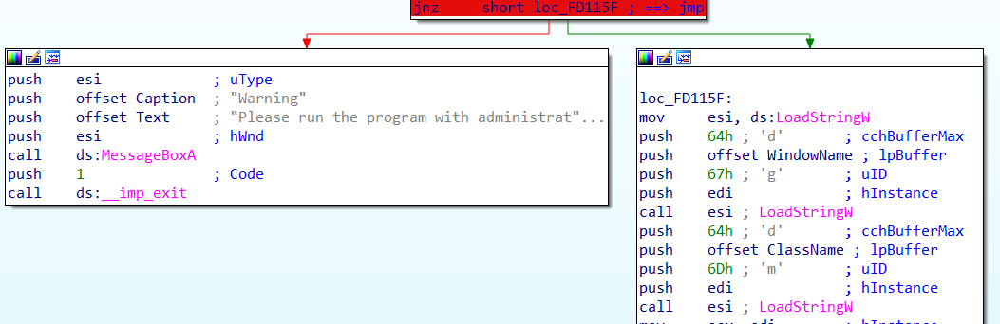 jnz     short loc_FD115F ; ==> jmp
push    esi             ; uType
push    offset Caption  ; "Warning"
push    offset Text     ; "Please run the program with administrat"...
push    esi             ; hWnd
call    ds:MessageBoxA
push    1               ; Code
call    ds:__imp_exit
loc_FD115F:
mov     esi, ds:LoadStringW
push    64h ; 'd'       ; cchBufferMax
push    offset WindowName ; lpBuffer
push    67h ; 'g'       ; uID
push    edi             ; hInstance
call    esi ; LoadStringW
push    64h ; 'd'       ; cchBufferMax
push    offset ClassName ; lpBuffer
push    6Dh ; 'm'       ; uID
push    edi             ; hInstance
call    esi ; LoadStringW